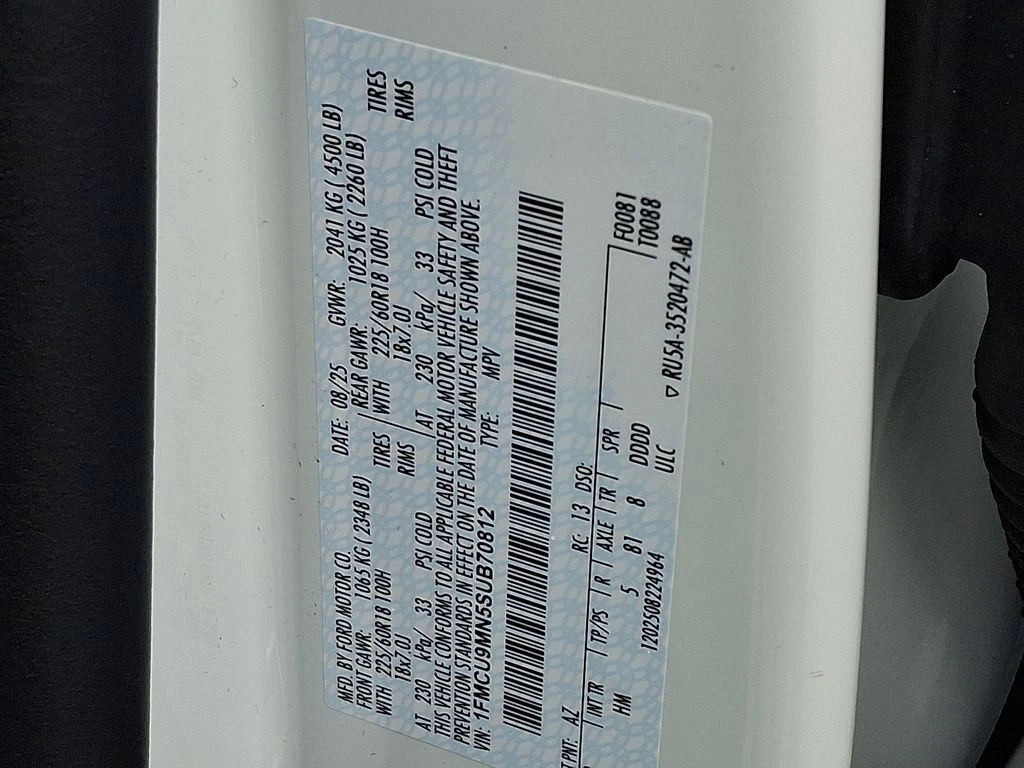 MFD. BY FORD MOTOR CO.
DATE: 08/25 GVWR: 2041 KG ( 4500 LB)
FRONT GAWR: 1065 KG ( 2348 LB) REAR GAWR: 1025 KG ( 2260 LB)
WITH 225/60R18 100H TIRES WITH 225/60R18 100H TIRES
18x7.0J RIMS 18x7.0J RIMS
AT 230 kPa/ 33 PSI COLD AT 230 kPa/ 33 PSI COLD
THIS VEHICLE CONFORMS TO ALL APPLICABLE FEDERAL MOTOR VEHICLE SAFETY AND THEFT
PREVENTION STANDARDS IN EFFECT ON THE DATE OF MANUFACTURE SHOWN ABOVE.
VIN: 1FMCU9MN5SUB70812 TYPE: MPV
PNT: AZ RC: 13 DSO:
INTR TP/PS R AXLE TR SPR F0081
HM 5 81 8 DDDD T0088
1202508224964 ULC
▽ RU5A-3520472-AB